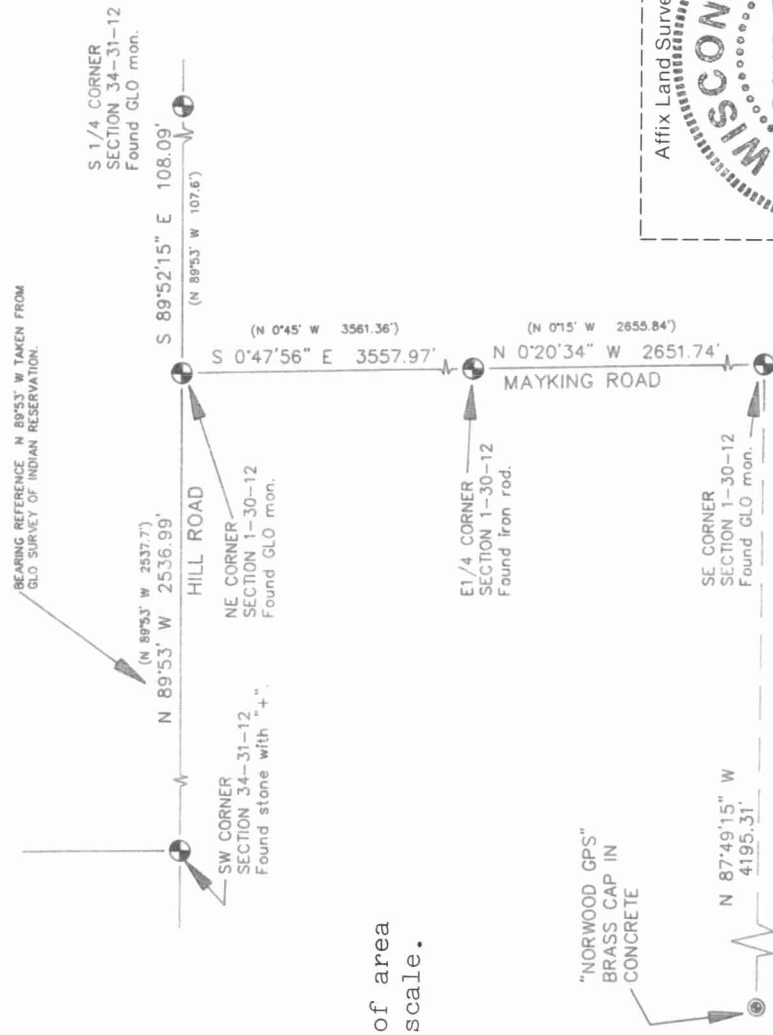 BEARING REFERENCE N 89°53' W TAKEN FROM
GLO SURVEY OF INDIAN RESERVATION.
S 1/4 CORNER
SECTION 34-31-12
Found GLO mon.
(N 89°53' W 2537.7')
N 89°53' W 2536.99'
HILL ROAD
S 89°52'15" E 108.09'
(N 89°53' W 107.6')
SW CORNER
SECTION 34-31-12
Found stone with "+".
NE CORNER
SECTION 1-30-12
Found GLO mon.
(N 0°45' W 3561.36')
S 0°47'56" E 3557.97'
E1/4 CORNER
SECTION 1-30-12
Found iron rod.
(N 0°15' W 2655.84')
N 0°20'34" W 2651.74'
MAYKING ROAD
of area
scale.
SE CORNER
SECTION 1-30-12
Found GLO mon.
"NORWOOD GPS"
BRASS CAP IN
CONCRETE
N 87°49'15" W
4195.31'
Affix Land Surve
WISCON